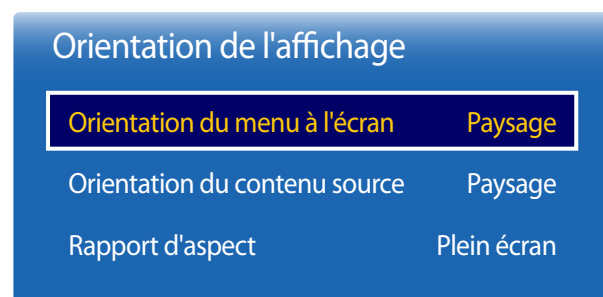 Orientation de l'affichage
Orientation du menu à l'écran Paysage
Orientation du contenu source Paysage
Rapport d'aspect Plein écran